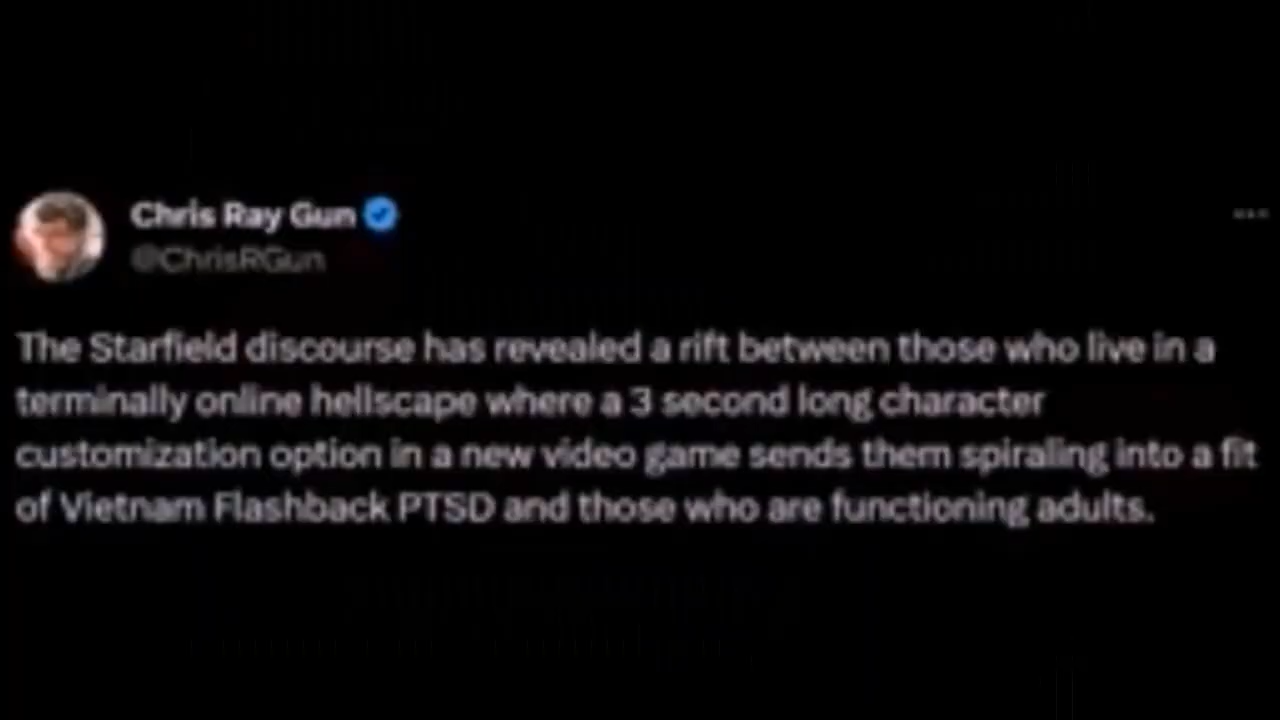 Chris Ray Gun
@ChrisRGun
The Starfield discourse has revealed a rift between those who live in a
terminally online hellscape where a 3 second long character
customization option in a new video game sends them spiraling into a fit
of Vietnam Flashback PTSD and those who are functioning adults.